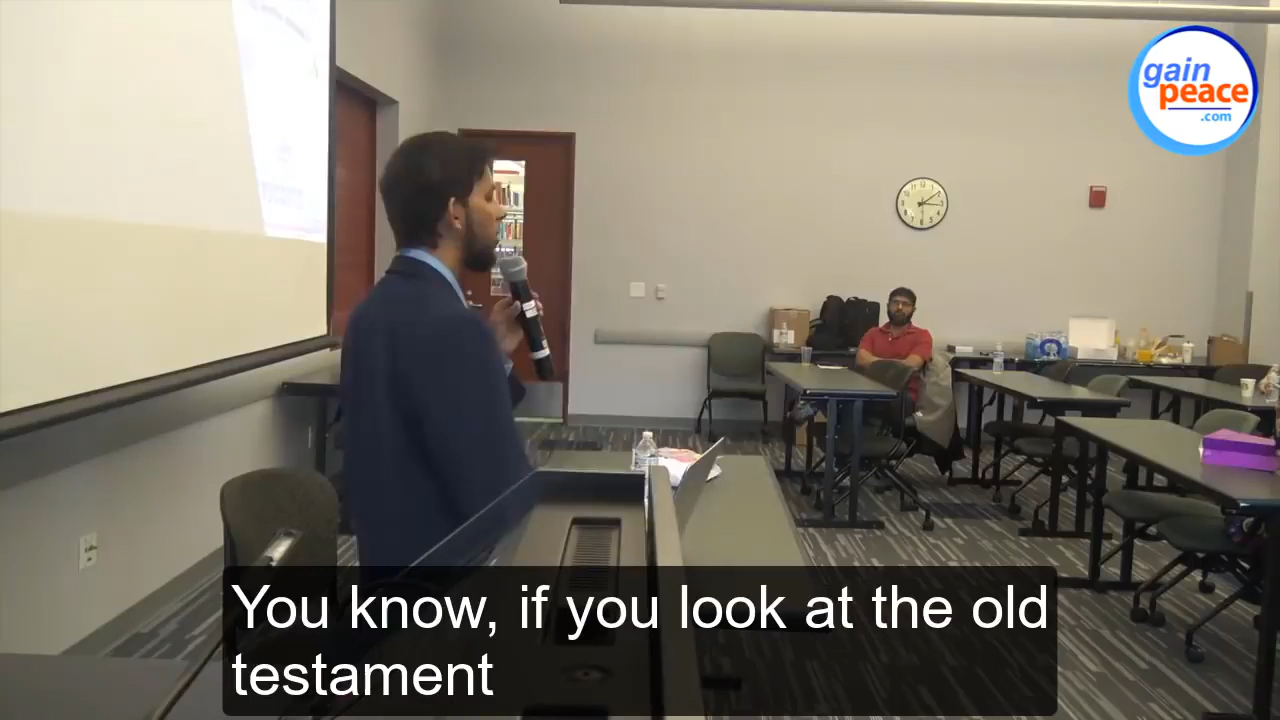 gain
peace
.com
You know, if you look at the old
testament